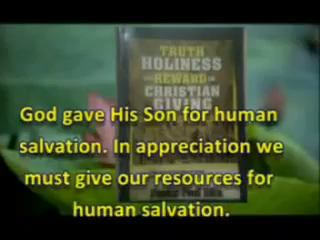 TRUTH
HOLINESS
REWARD
CHRISTIAN
GIVING
God gave His Son for human
salvation. In appreciation we
must give our resources for
human salvation.